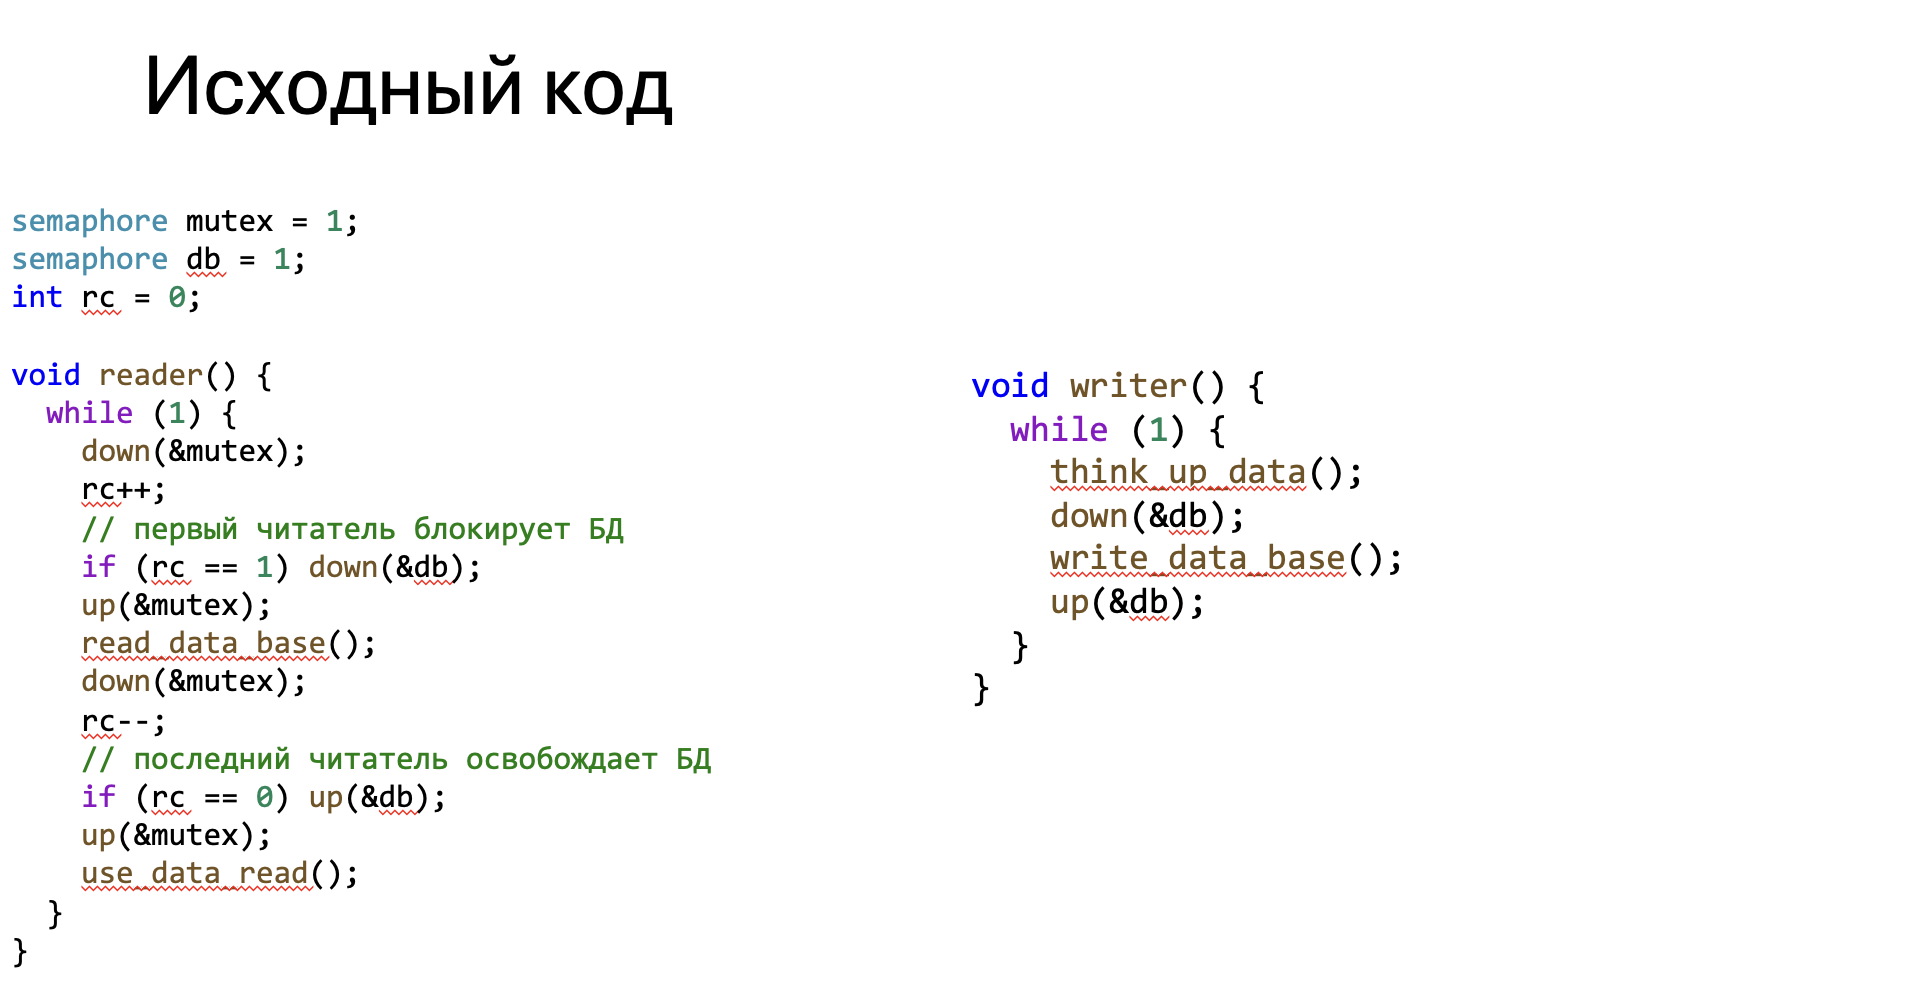 Исходный код
semaphore mutex = 1;
semaphore db = 1;
int rc = 0;
void reader() {
while (1) {
down(&mutex);
rc++;
// первый читатель блокирует БД
if (rc == 1) down(&db);
up(&mutex);
read_data_base();
down(&mutex);
rc--;
// последний читатель освобождает БД
if (rc == 0) up(&db);
up(&mutex);
use_data_read();
}
}
void writer() {
while (1) {
think_up_data();
down(&db);
write_data_base();
up(&db);
}
}